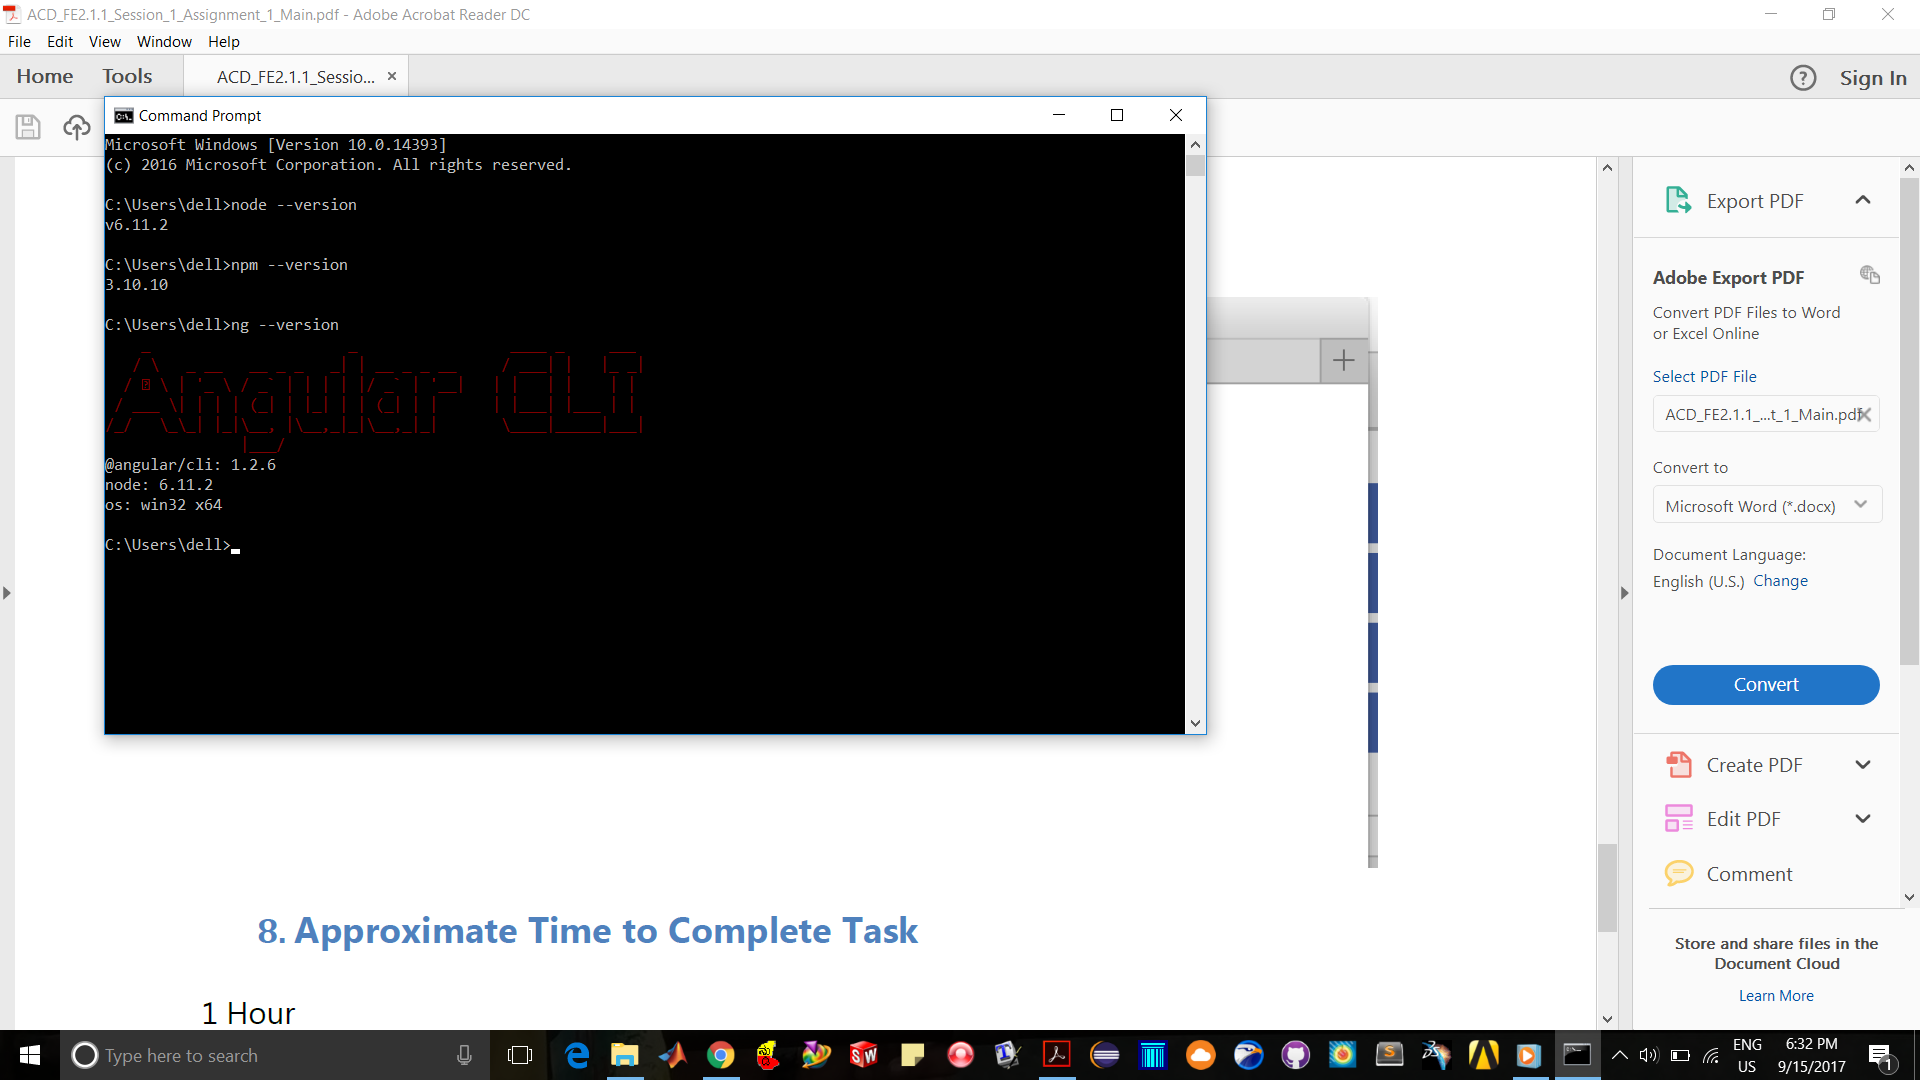 ACD_FE2.1.1_Session_1_Assignment_1_Main.pdf - Adobe Acrobat Reader DC
File Edit View Window Help
Home Tools ACD_FE2.1.1_Sessio... × ? Sign In
Command Prompt
Microsoft Windows [Version 10.0.14393]
(c) 2016 Microsoft Corporation. All rights reserved.
C:\Users\dell>node --version
v6.11.2
C:\Users\dell>npm --version
3.10.10
C:\Users\dell>ng --version
Angular CLI
@angular/cli: 1.2.6
node: 6.11.2
os: win32 x64
C:\Users\dell>
8. Approximate Time to Complete Task
1 Hour
Export PDF
Adobe Export PDF
Convert PDF Files to Word
or Excel Online
Select PDF File
ACD_FE2.1.1_...t_1_Main.pdf
Convert to
Microsoft Word (*.docx)
Document Language:
English (U.S.) Change
Convert
Create PDF
Edit PDF
Comment
Store and share files in the
Document Cloud
Learn More
Type here to search
SW
S
ENG
US
6:32 PM
9/15/2017
1